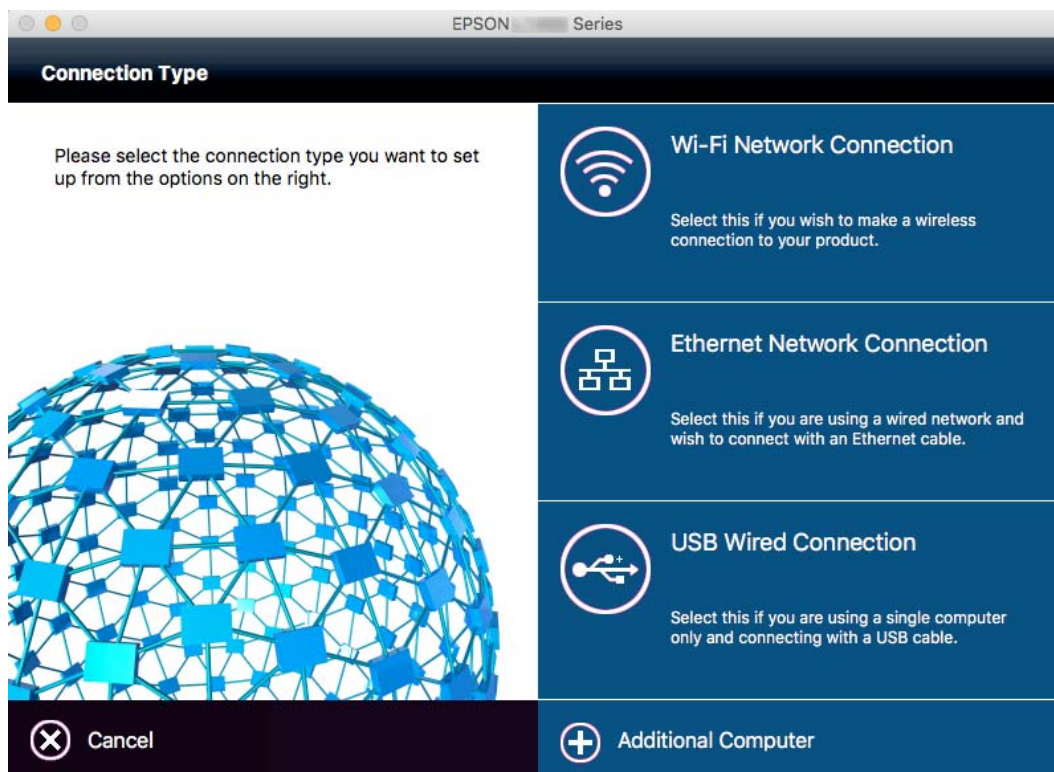 EPSON Series
Connection Type
Please select the connection type you want to set
up from the options on the right.
Wi-Fi Network Connection
Select this if you wish to make a wireless
connection to your product.
Ethernet Network Connection
Select this if you are using a wired network and
wish to connect with an Ethernet cable.
USB Wired Connection
Select this if you are using a single computer
only and connecting with a USB cable.
Cancel
Additional Computer